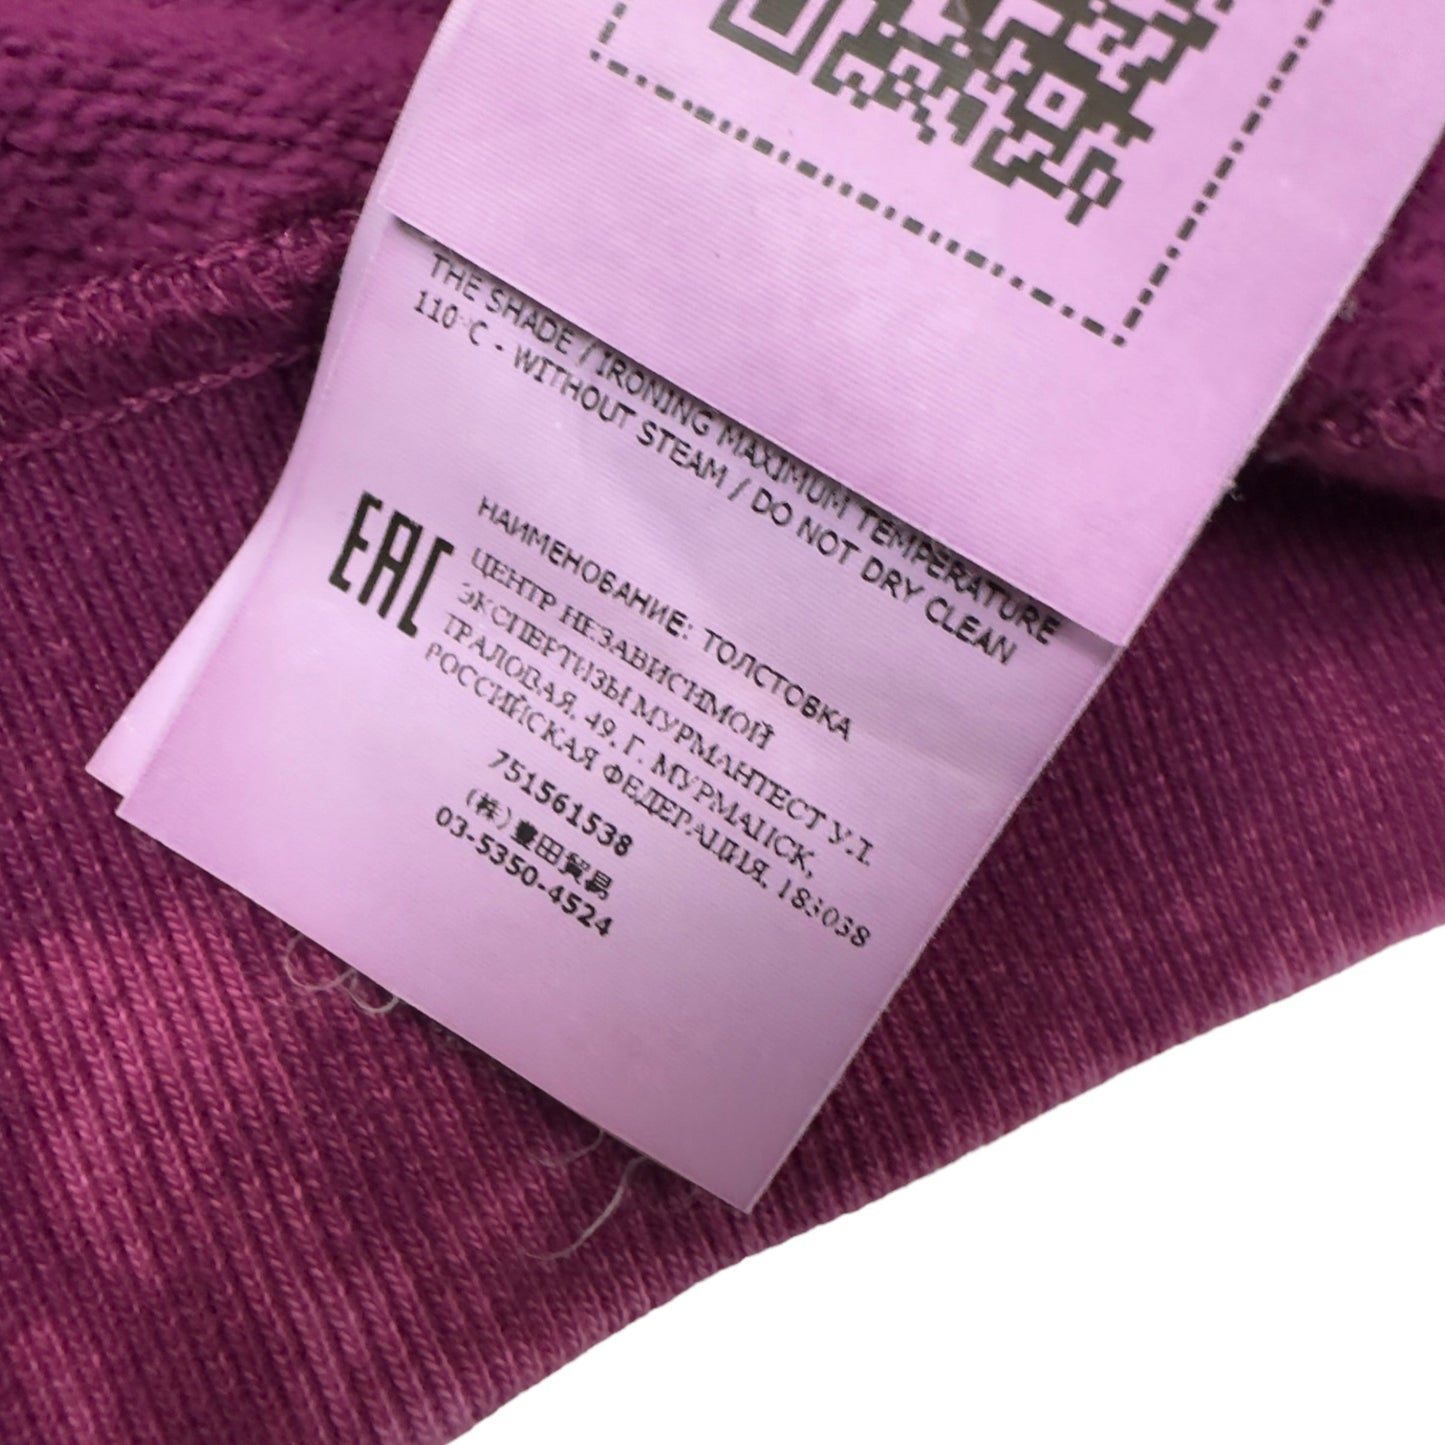 THE SHADE / IRONING MAXIMUM TEMPERATURE
110°C - WITHOUT STEAM / DO NOT DRY CLEAN
EAC
НАИМЕНОВАНИЕ: ТОЛСТОВКА
ЦЕНТР НЕЗАВИСИМОЙ
ЭКСПЕРТИЗЫ МУРМАНТЕСТ УЛ.
ТРАЛОВАЯ, 49, Г. МУРМАНСК,
РОССИЙСКАЯ ФЕДЕРАЦИЯ, 183038
751561538
(株)豊田貿易
03-5350-4524